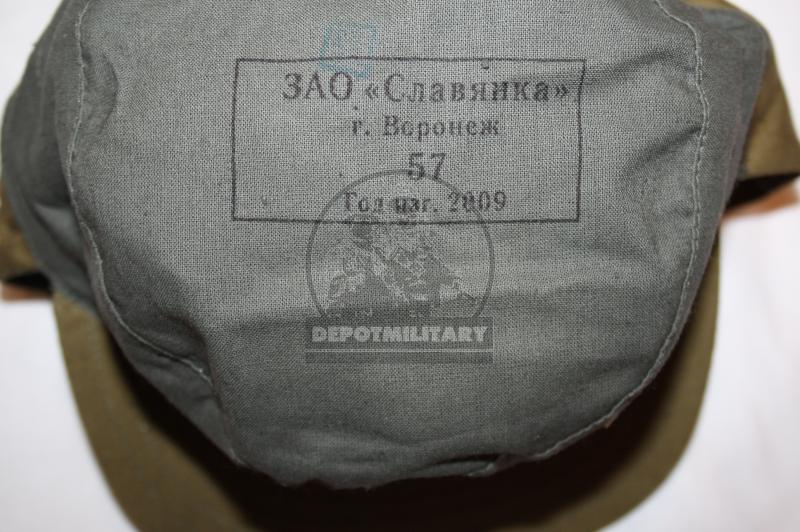 ЗАО «Славянка»
г. Воронеж
57
Год изг. 2009
DEPOTMILITARY